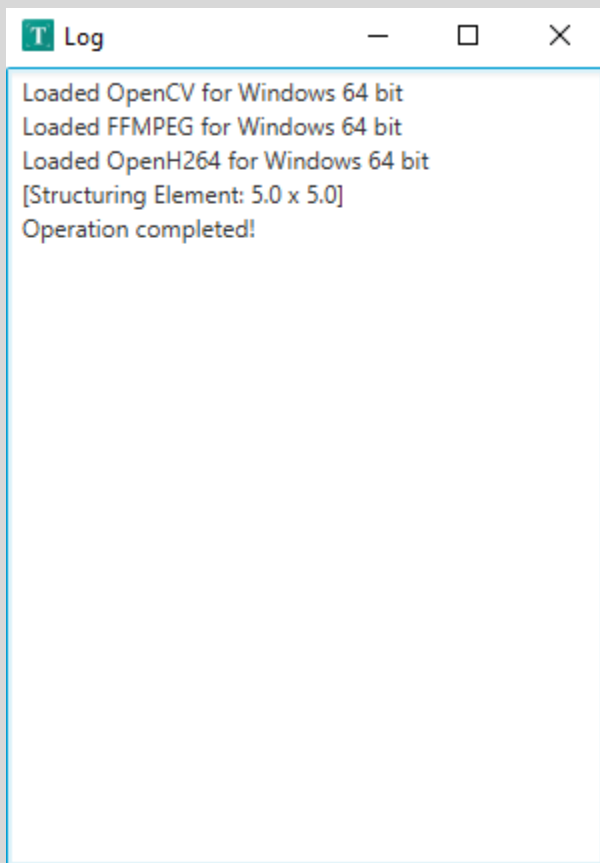 T Log
Loaded OpenCV for Windows 64 bit
Loaded FFMPEG for Windows 64 bit
Loaded OpenH264 for Windows 64 bit
[Structuring Element: 5.0 x 5.0]
Operation completed!